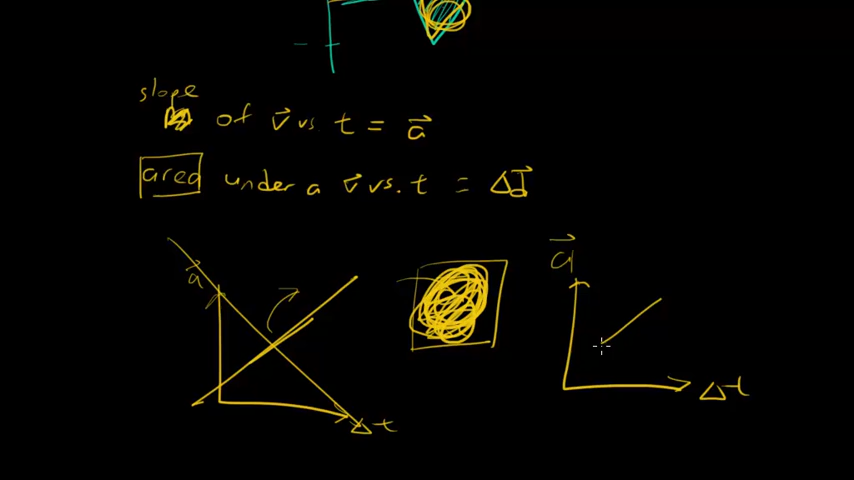 slope
of v⃗ vs t = a⃗
area under a v⃗ vs. t = Δd⃗
a⃗
Δt
a⃗
Δt